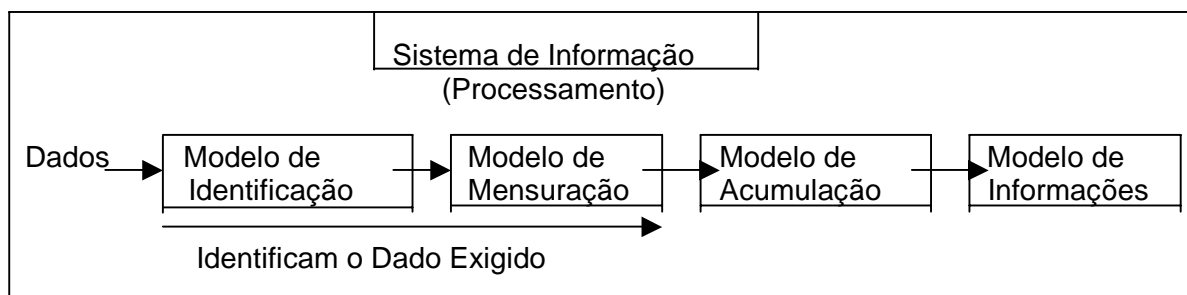 Sistema de Informação
(Processamento)
Dados
Modelo de
Identificação
Modelo de
Mensuração
Modelo de
Acumulação
Modelo de
Informações
Identificam o Dado Exigido